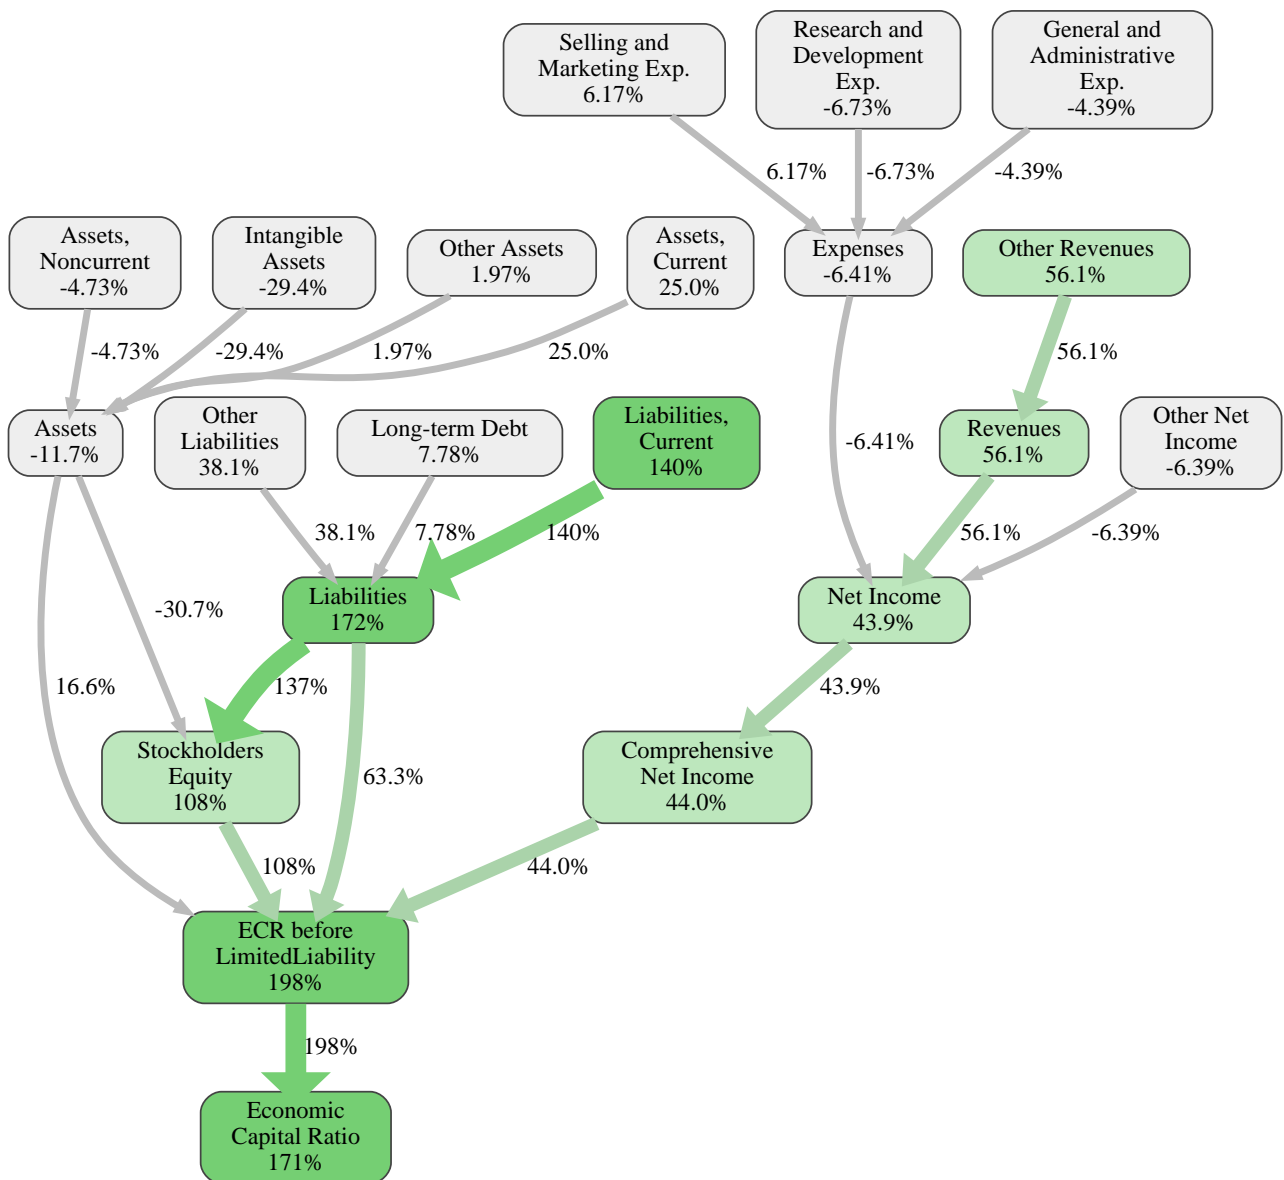 Selling and
Marketing Exp.
6.17%
Research and
Development
Exp.
-6.73%
General and
Administrative
Exp.
-4.39%
6.17%
-6.73%
-4.39%
Assets,
Noncurrent
-4.73%
Intangible
Assets
-29.4%
Other Assets
1.97%
Assets,
Current
25.0%
Expenses
-6.41%
Other Revenues
56.1%
-4.73%
-29.4%
1.97%
25.0%
56.1%
Assets
-11.7%
Other
Liabilities
38.1%
Long-term Debt
7.78%
Liabilities,
Current
140%
-6.41%
Revenues
56.1%
Other Net
Income
-6.39%
38.1%
7.78%
140%
56.1%
-6.39%
Liabilities
172%
Net Income
43.9%
-30.7%
16.6%
137%
43.9%
Stockholders
Equity
108%
63.3%
Comprehensive
Net Income
44.0%
108%
44.0%
ECR before
LimitedLiability
198%
198%
Economic
Capital Ratio
171%